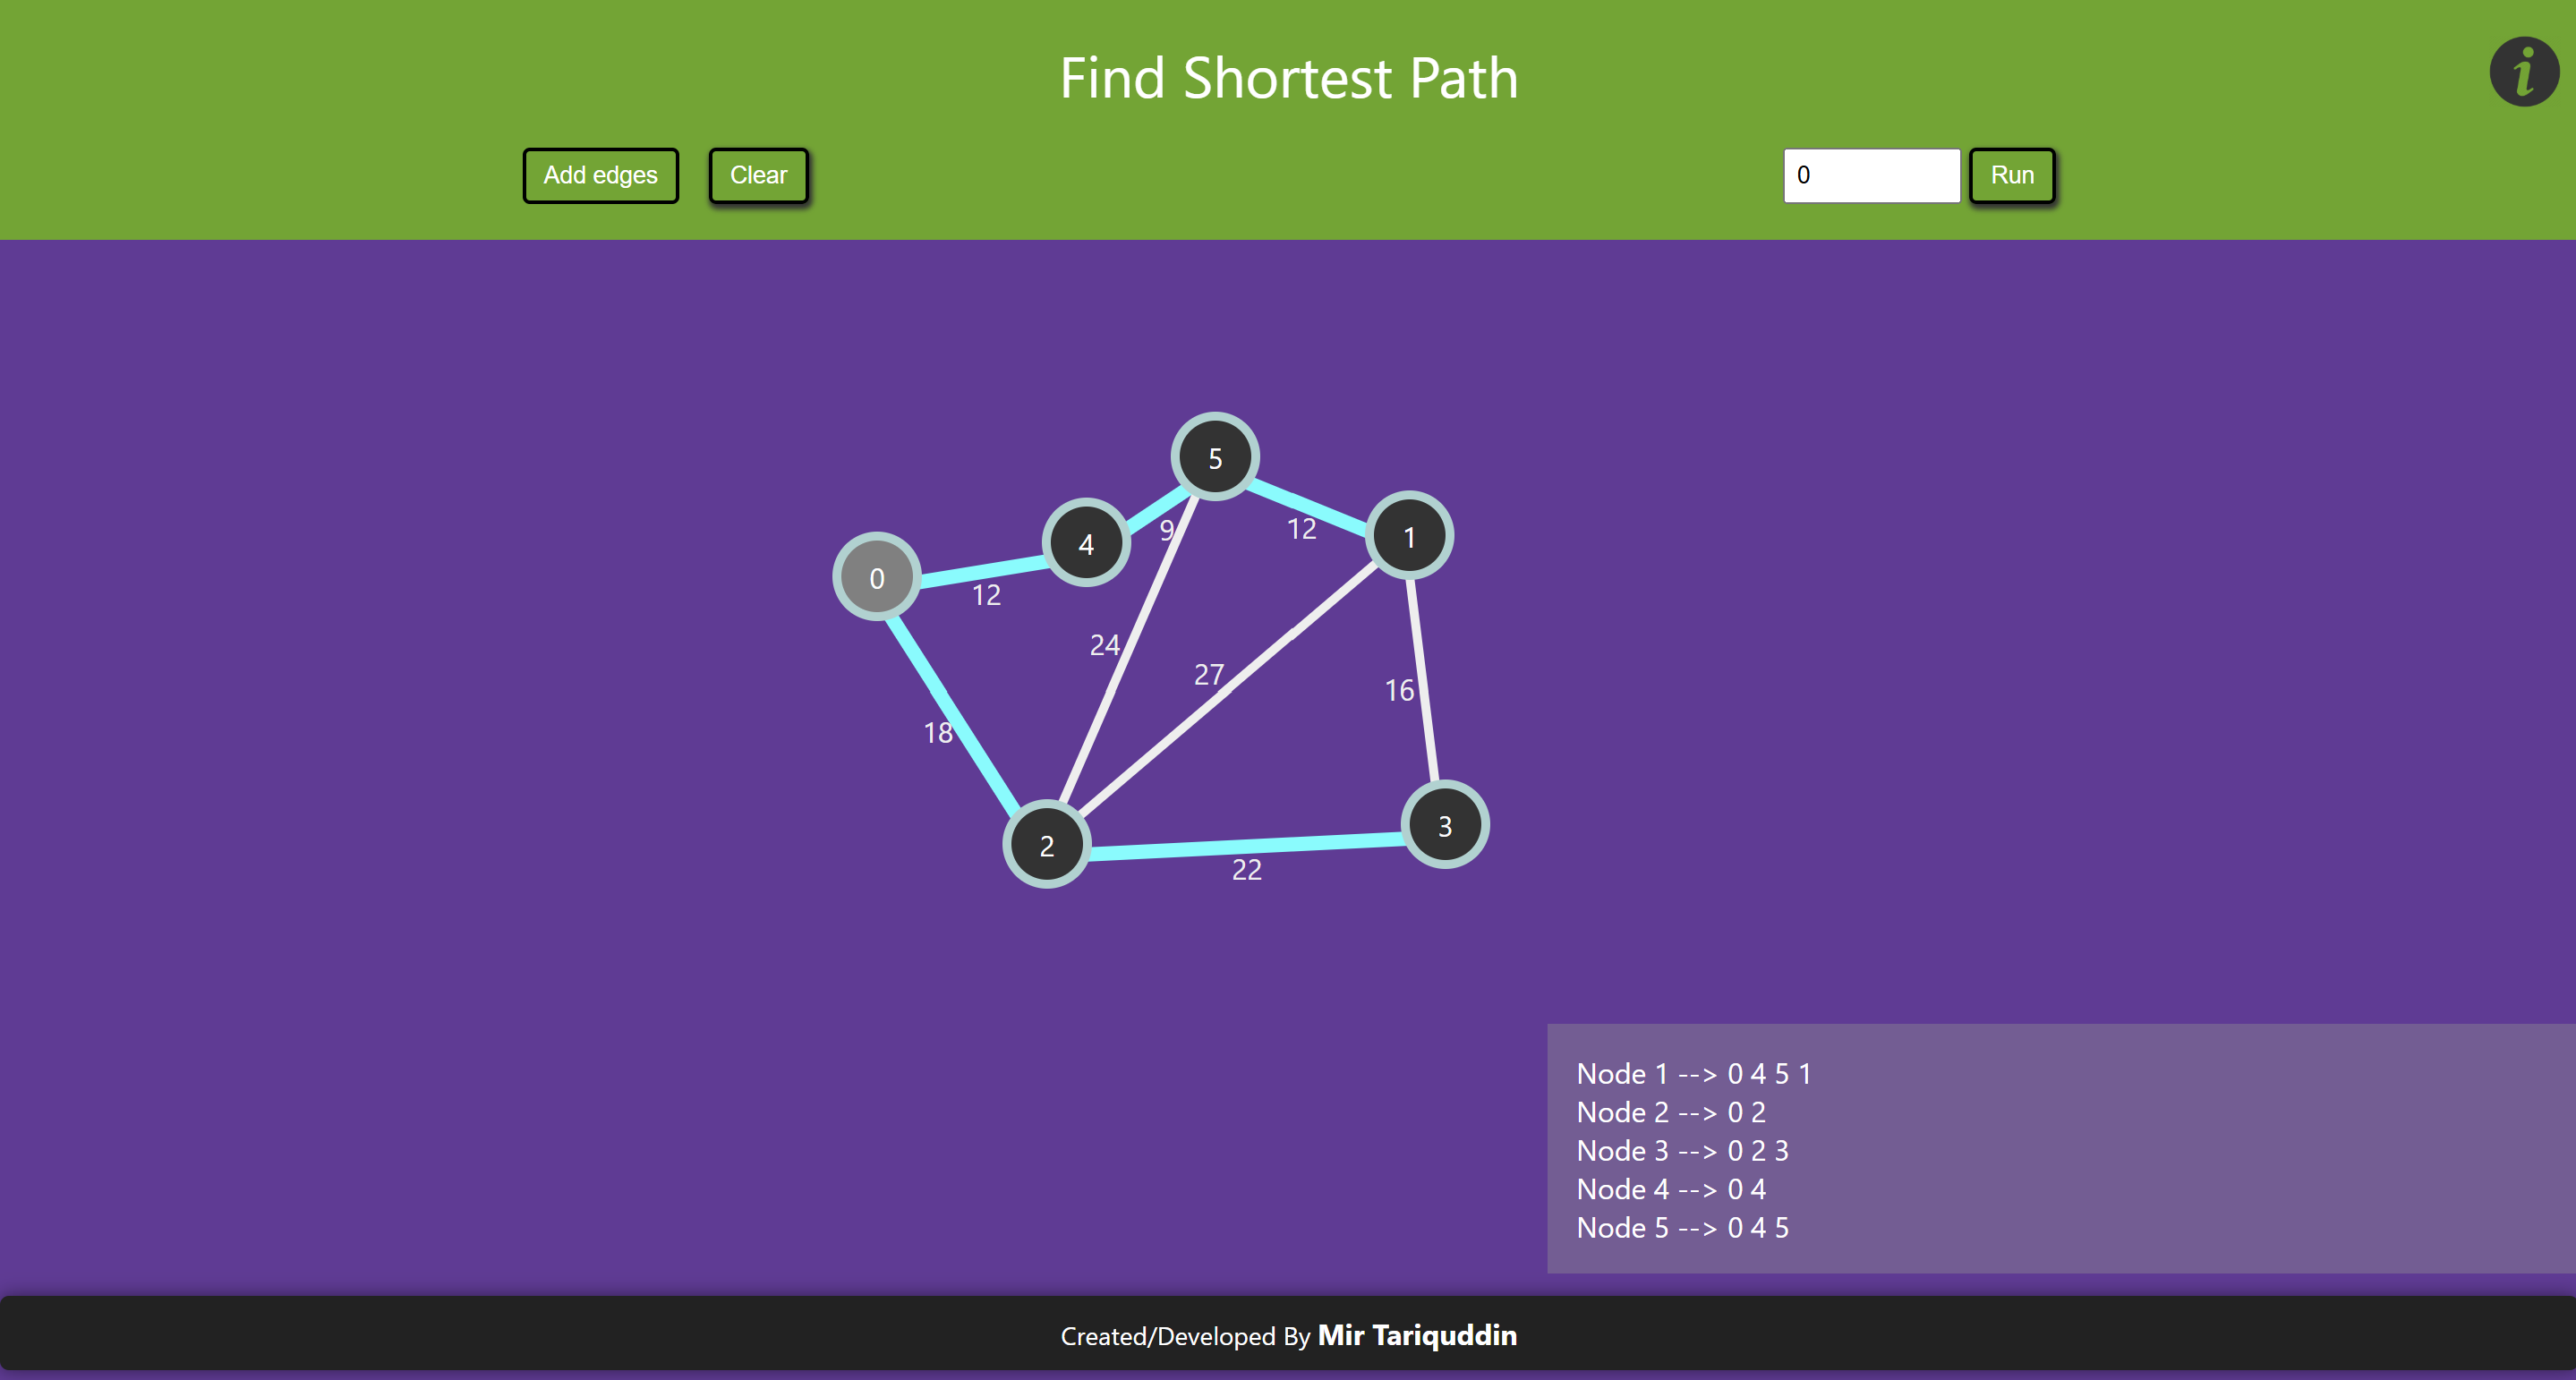 Find Shortest Path
i
Add edges Clear 0 Run
5
1
4
0
9
12
12
24
27
16
18
3
2
22
Node 1 --> 0 4 5 1
Node 2 --> 0 2
Node 3 --> 0 2 3
Node 4 --> 0 4
Node 5 --> 0 4 5
Created/Developed By Mir Tariquddin